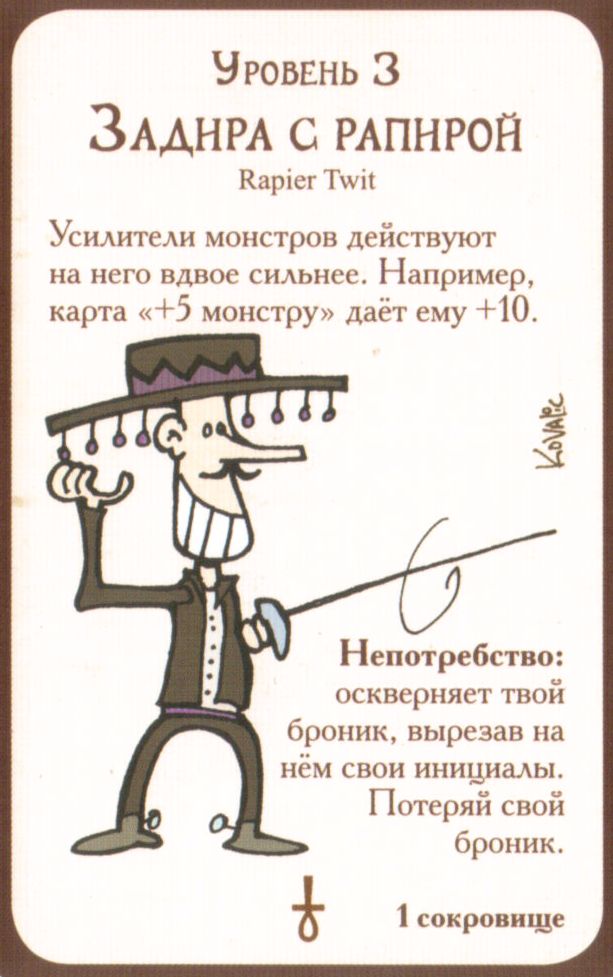 Уровень 3
Задира с рапирой
Rapier Twit
Усилители монстров действуют
на него вдвое сильнее. Например,
карта «+5 монстру» даёт ему +10.
KOVALIC
Непотребство:
оскверняет твой
броник, вырезав на
нём свои инициалы.
Потеряй свой
броник.
1 сокровище